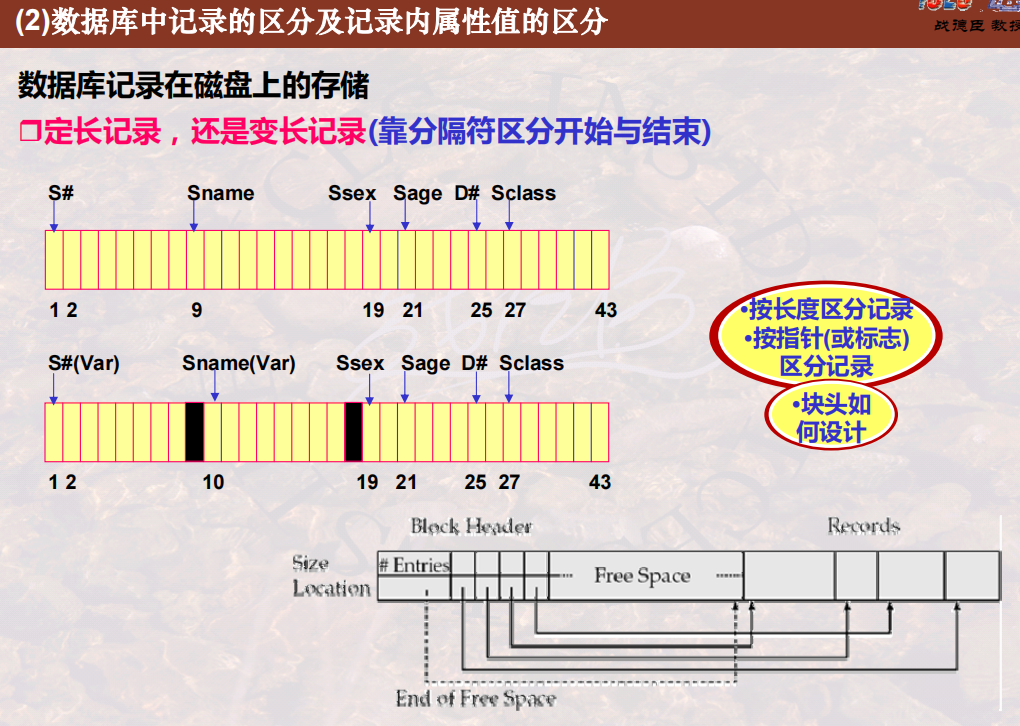 (2)数据库中记录的区分及记录内属性值的区分
战德臣 教授
数据库记录在磁盘上的存储
❒定长记录，还是变长记录(靠分隔符区分开始与结束)
S# Sname Ssex Sage D# Sclass
1 2 9 19 21 25 27 43
•按长度区分记录
•按指针(或标志)
区分记录
•块头如
何设计
S#(Var) Sname(Var) Ssex Sage D# Sclass
1 2 10 19 21 25 27 43
Block Header Records
Size # Entries Free Space
Location
End of Free Space